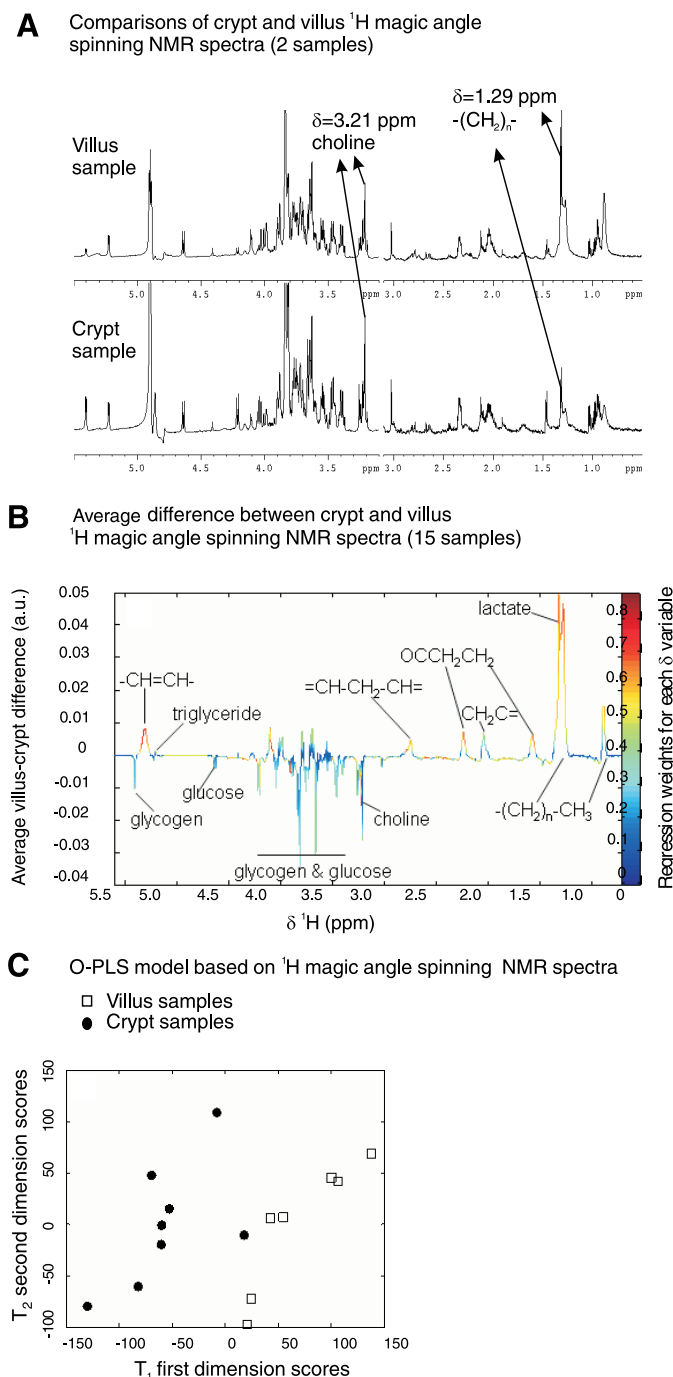 A
Comparisons of crypt and villus ¹H magic angle
spinning NMR spectra (2 samples)
δ=3.21 ppm
choline
δ=1.29 ppm
-(CH₂)ₙ-
Villus
sample
5.0 4.5 4.0 3.5 ppm 3.0 2.5 2.0 1.5 1.0 ppm
Crypt
sample
5.0 4.5 4.0 3.5 ppm 3.0 2.5 2.0 1.5 1.0 ppm
B
Average difference between crypt and villus
¹H magic angle spinning NMR spectra (15 samples)
Average villus-crypt difference (a.u.)
0.05
0.04
0.03
0.02
0.01
0
-0.01
-0.02
-0.03
-0.04
-CH=CH-
triglyceride
glycogen
glucose
=CH-CH₂-CH=
OCCH₂CH₂
CH₂C=
lactate
choline
-(CH₂)ₙ-CH₃
glycogen & glucose
5.5 5.0 4.5 4.0 3.5 3.0 2.5 2.0 1.5 1.0 0
δ ¹H (ppm)
0.8
0.7
0.6
0.5
0.4
0.3
0.2
0.1
0
Regression weights for each δ variable
C
O-PLS model based on ¹H magic angle spinning NMR spectra
Villus samples
Crypt samples
T₂ second dimension scores
150
100
50
0
-50
-100
-150 -100 -50 0 50 100 150
T₁ first dimension scores